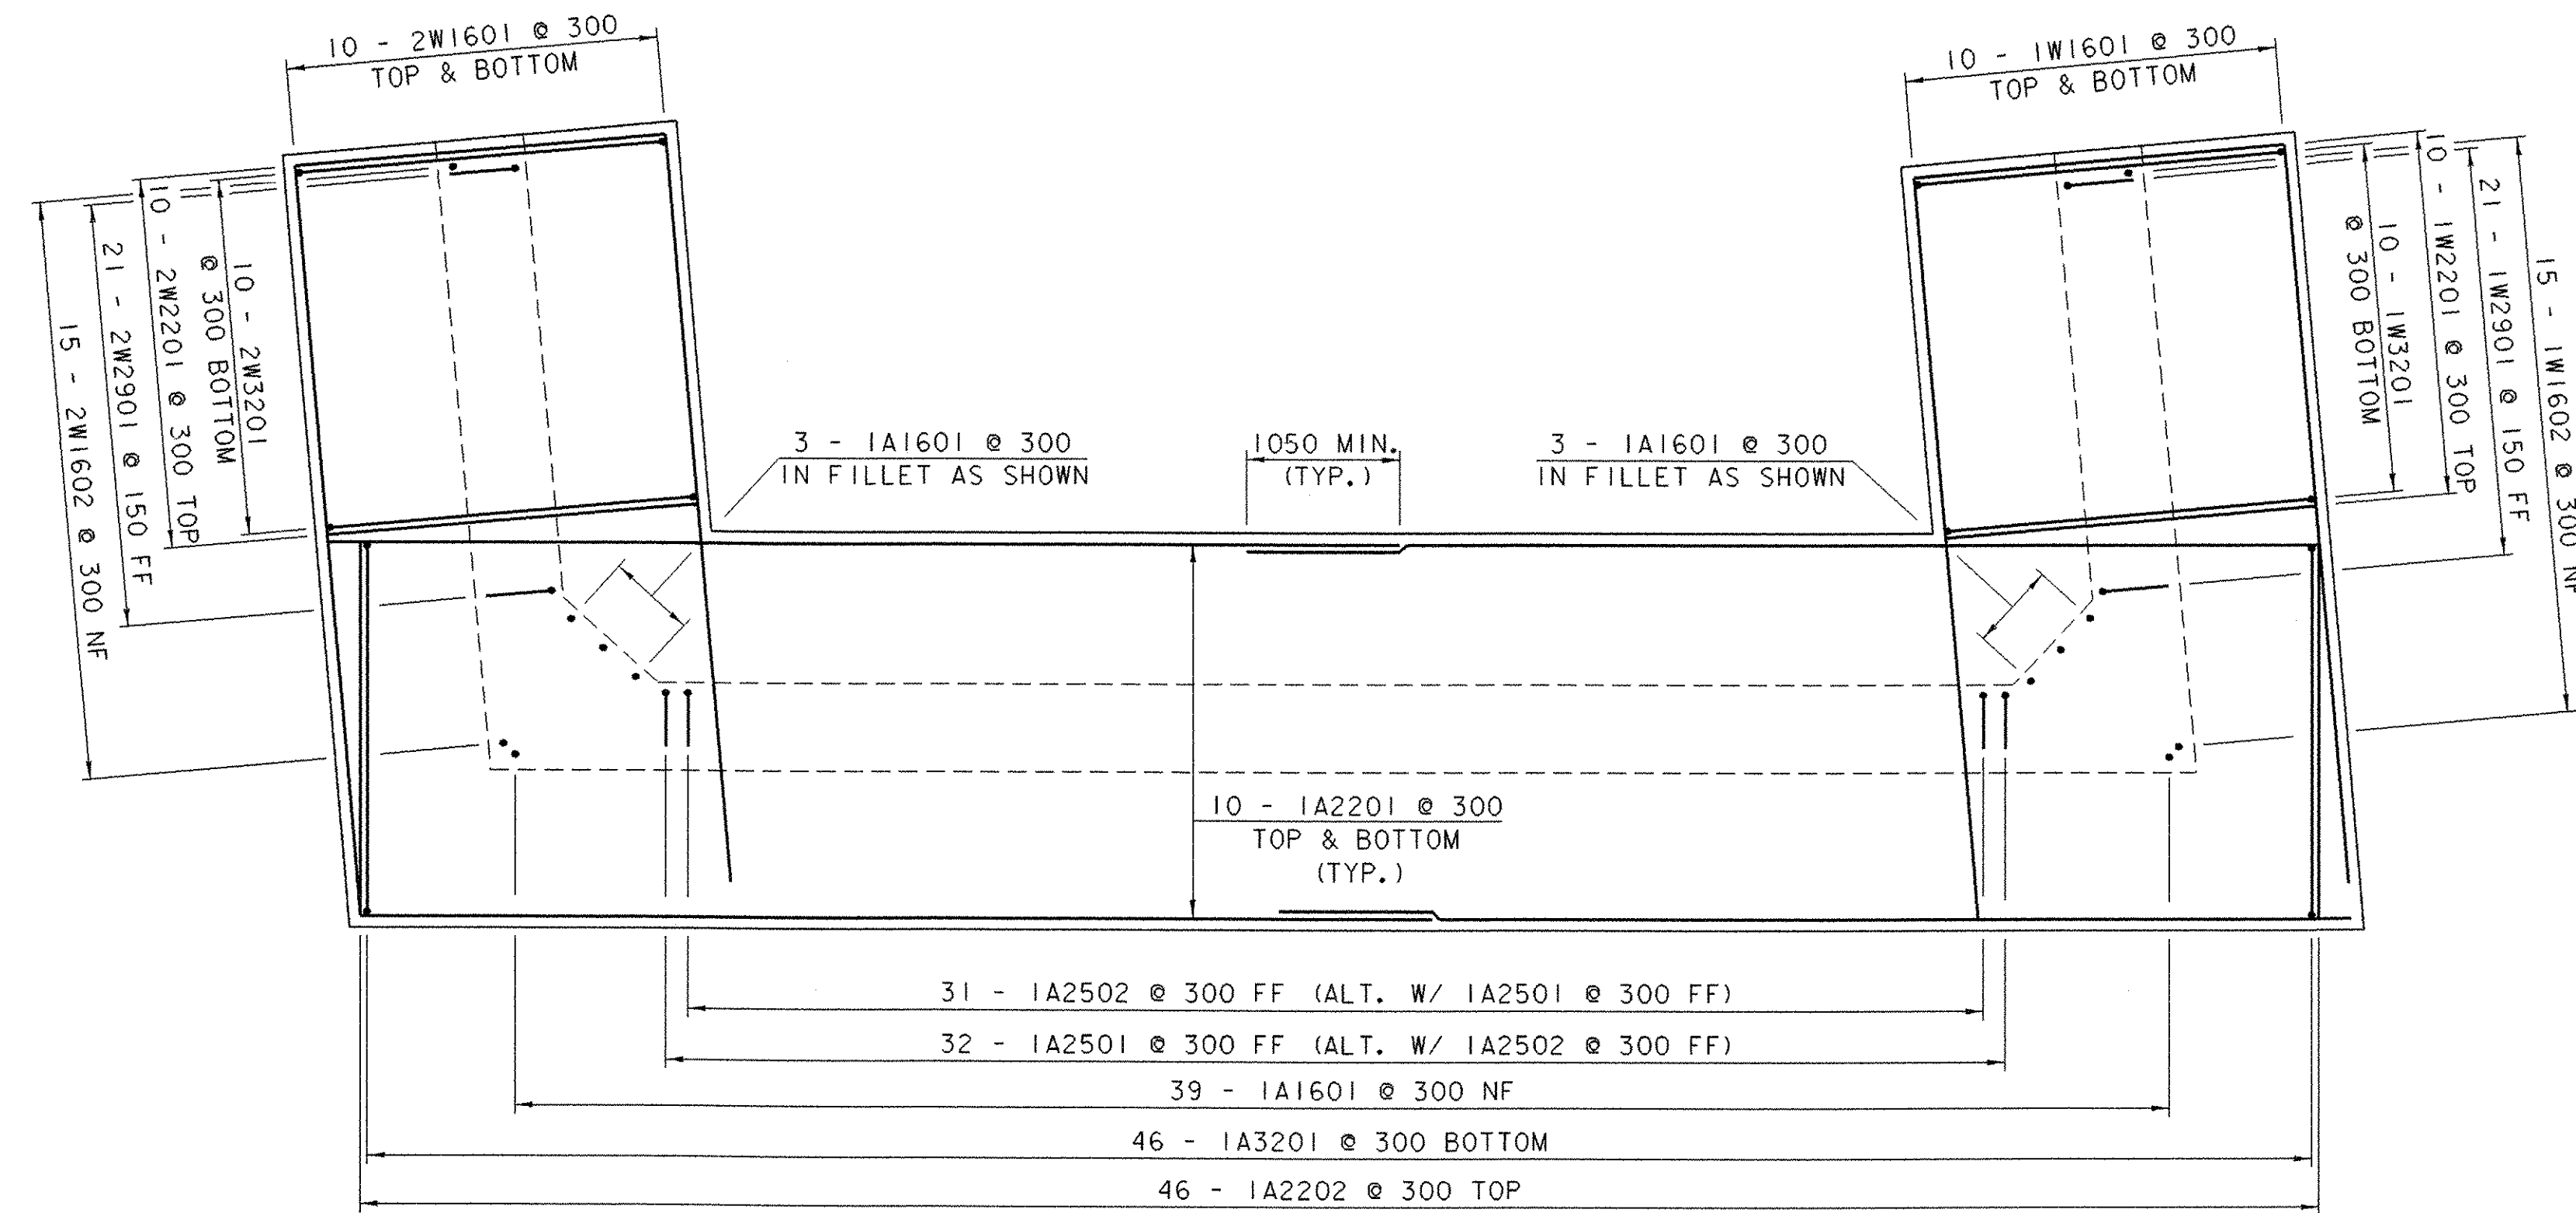 10 - 2W1601 @ 300
TOP & BOTTOM
10 - 1W1601 @ 300
TOP & BOTTOM
15 - 2W1602 @ 300 NF
21 - 2W2901 @ 150 FF
10 - 2W2201 @ 300 TOP
10 - 2W3201
@ 300 BOTTOM
10 - 1W3201
@ 300 BOTTOM
10 - 1W2201 @ 300 TOP
21 - 1W2901 @ 150 FF
15 - 1W1602 @ 300 NF
3 - 1A1601 @ 300
IN FILLET AS SHOWN
1050 MIN.
(TYP.)
3 - 1A1601 @ 300
IN FILLET AS SHOWN
10 - 1A2201 @ 300
TOP & BOTTOM
(TYP.)
31 - 1A2502 @ 300 FF (ALT. W/ 1A2501 @ 300 FF)
32 - 1A2501 @ 300 FF (ALT. W/ 1A2502 @ 300 FF)
39 - 1A1601 @ 300 NF
46 - 1A3201 @ 300 BOTTOM
46 - 1A2202 @ 300 TOP